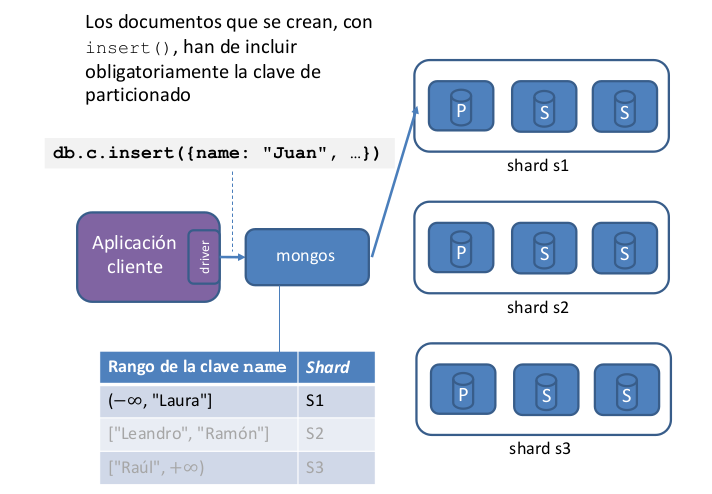 Los documentos que se crean, con
insert(), han de incluir
obligatoriamente la clave de
particionado
db.c.insert({name: "Juan", …})
P
S
S
shard s1
Aplicación
cliente
driver
mongos
P
S
S
shard s2
Rango de la clave name Shard
(−∞, "Laura"] S1
["Leandro", "Ramón"] S2
["Raúl", +∞) S3
P
S
S
shard s3